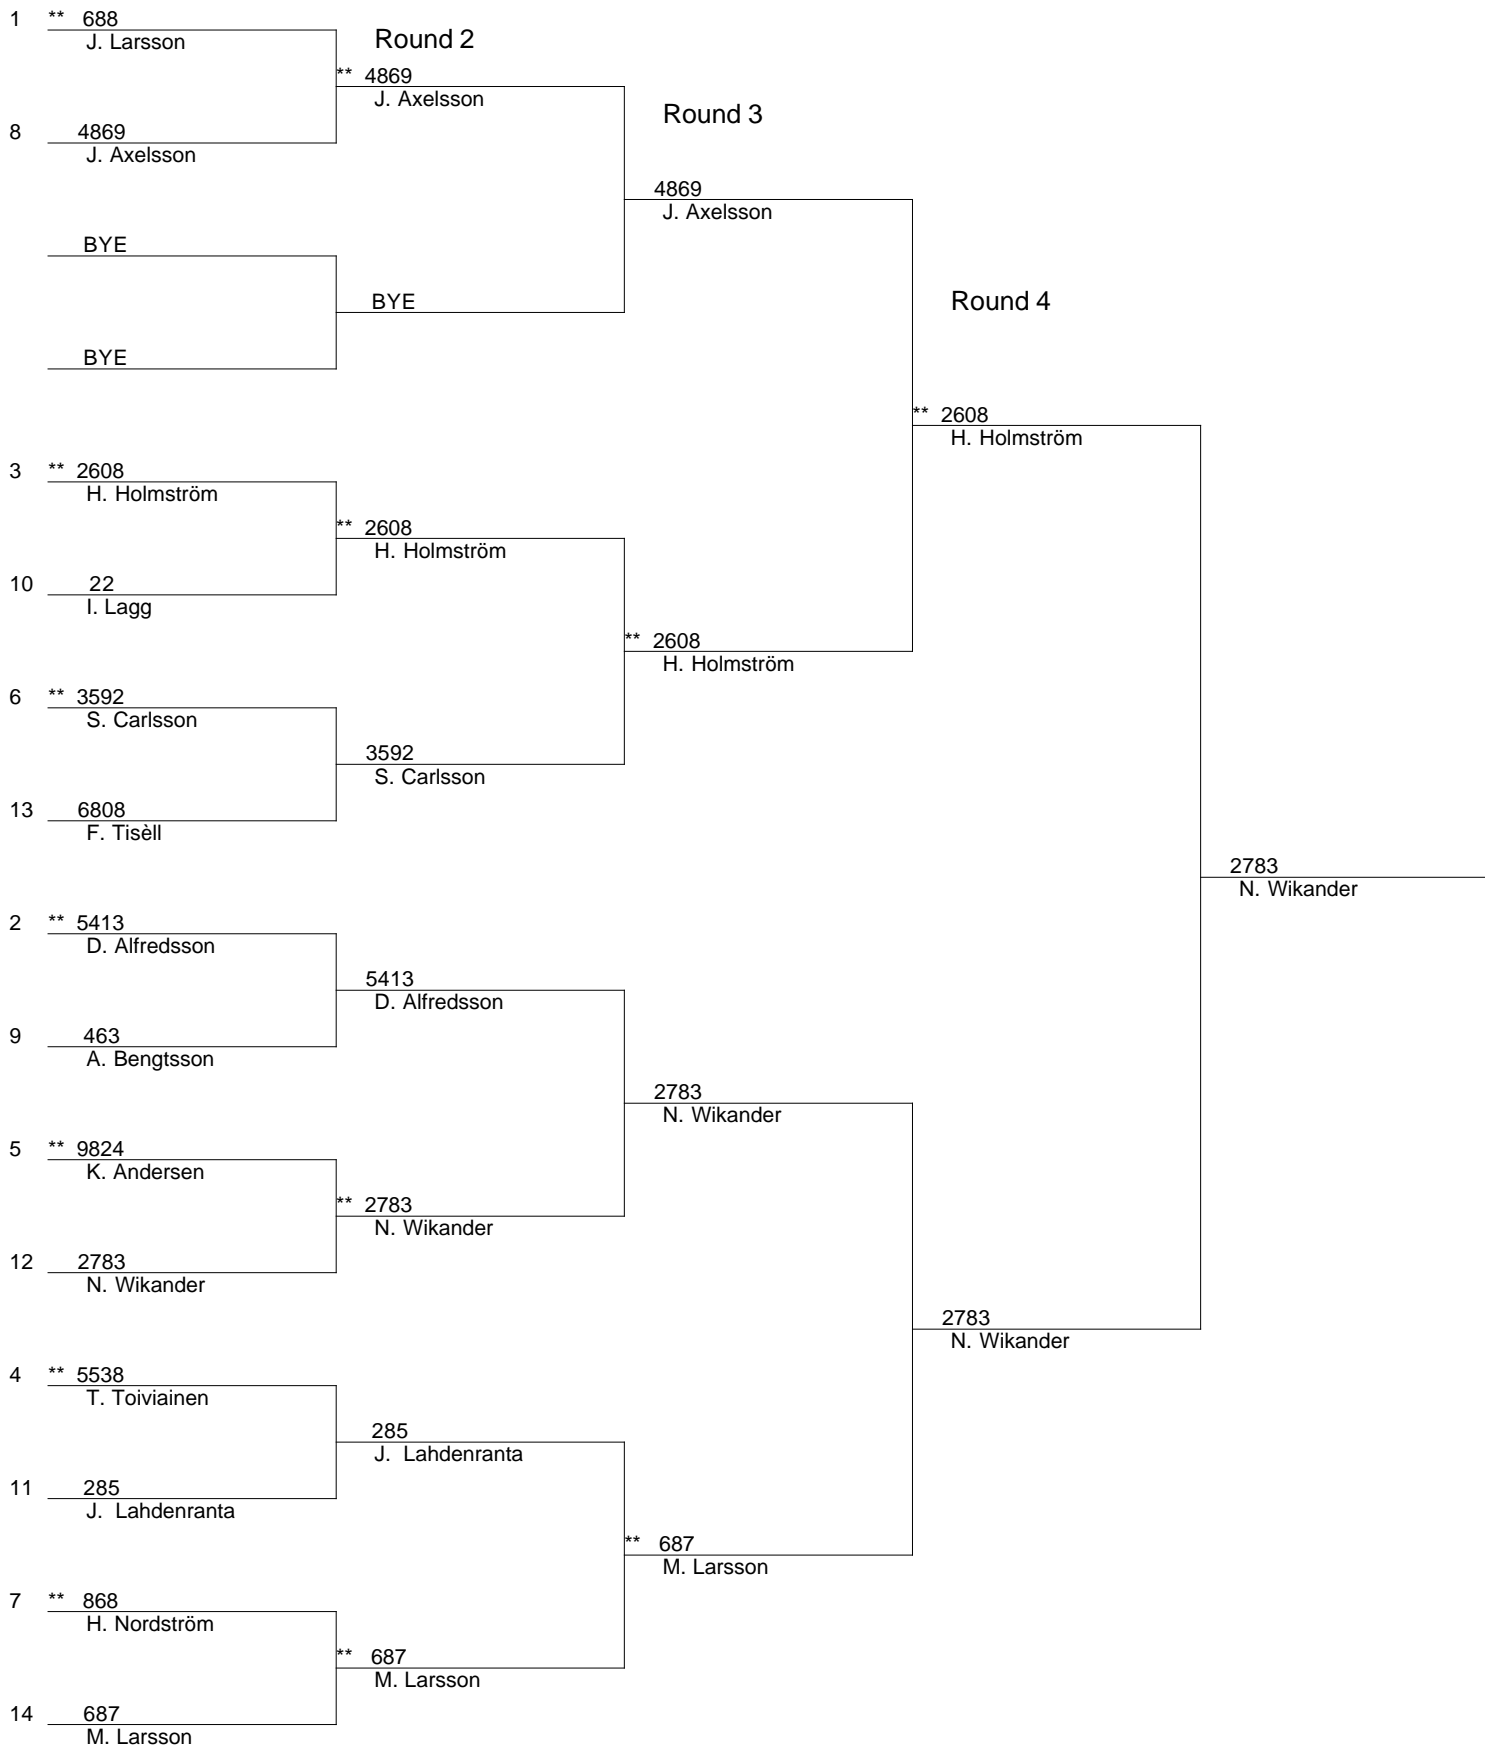 1 ** 688
J. Larsson
Round 2
** 4869
J. Axelsson
Round 3
8 4869
J. Axelsson
4869
J. Axelsson
BYE
BYE
Round 4
BYE
** 2608
H. Holmström
3 ** 2608
H. Holmström
** 2608
H. Holmström
10 22
I. Lagg
** 2608
H. Holmström
6 ** 3592
S. Carlsson
3592
S. Carlsson
13 6808
F. Tisèll
2783
N. Wikander
2 ** 5413
D. Alfredsson
5413
D. Alfredsson
9 463
A. Bengtsson
2783
N. Wikander
5 ** 9824
K. Andersen
** 2783
N. Wikander
12 2783
N. Wikander
2783
N. Wikander
4 ** 5538
T. Toiviainen
285
J. Lahdenranta
11 285
J. Lahdenranta
** 687
M. Larsson
7 ** 868
H. Nordström
** 687
M. Larsson
14 687
M. Larsson